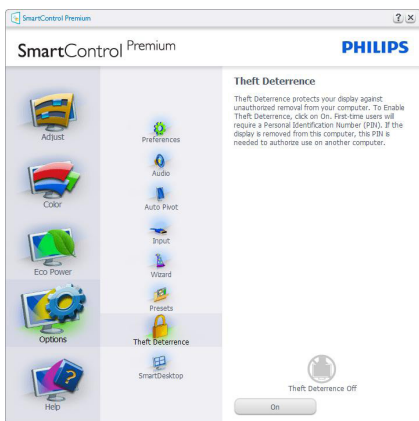 SmartControl Premium
SmartControl Premium
PHILIPS
Adjust
Color
Eco Power
Options
Help
Preferences
Audio
Auto Pivot
Input
Wizard
Presets
Theft Deterrence
SmartDesktop
Theft Deterrence
Theft Deterrence protects your display against
unauthorized removal from your computer. To Enable
Theft Deterrence, click on On. First-time users will
require a Personal Identification Number (PIN). If the
display is removed from this computer, this PIN is
needed to authorize use on another computer.
Theft Deterrence Off
On